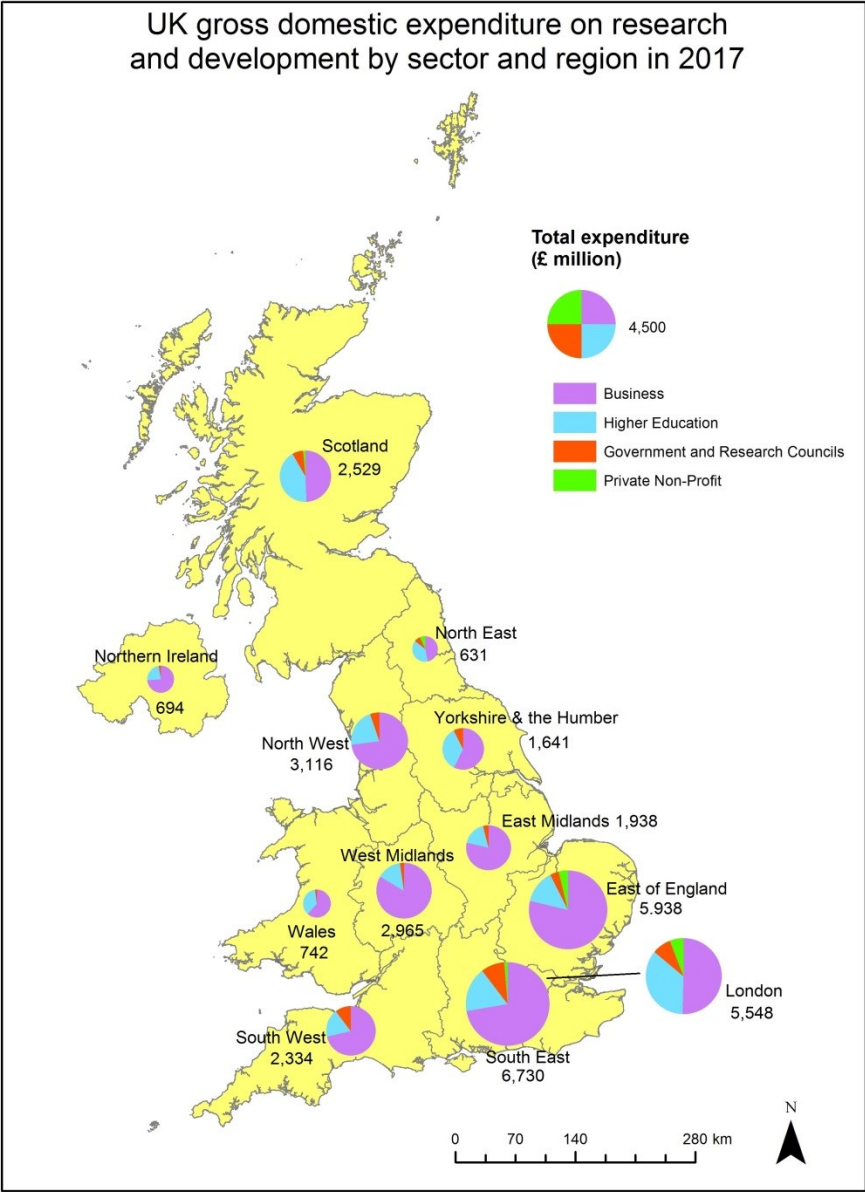 UK gross domestic expenditure on research
and development by sector and region in 2017
Total expenditure
(£ million)
4,500
Business
Higher Education
Government and Research Councils
Private Non-Profit
Scotland
2,529
North East
631
Northern Ireland
694
Yorkshire & the Humber
1,641
North West
3,116
East Midlands 1,938
West Midlands
2,965
East of England
5.938
Wales
742
London
5,548
South West
2,334
South East
6,730
N
0 70 140 280 km